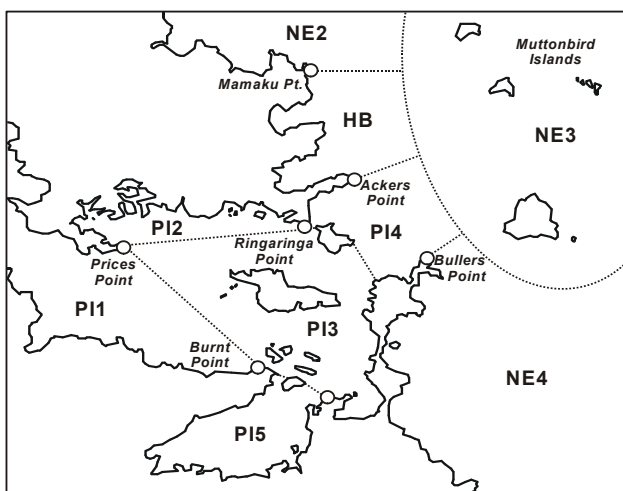 NE2
Muttonbird
Islands
Mamaku Pt.
HB
NE3
Ackers
Point
PI2
Ringaringa
Point
PI4
Prices
Point
Bullers
Point
PI1
PI3
Burnt
Point
NE4
PI5